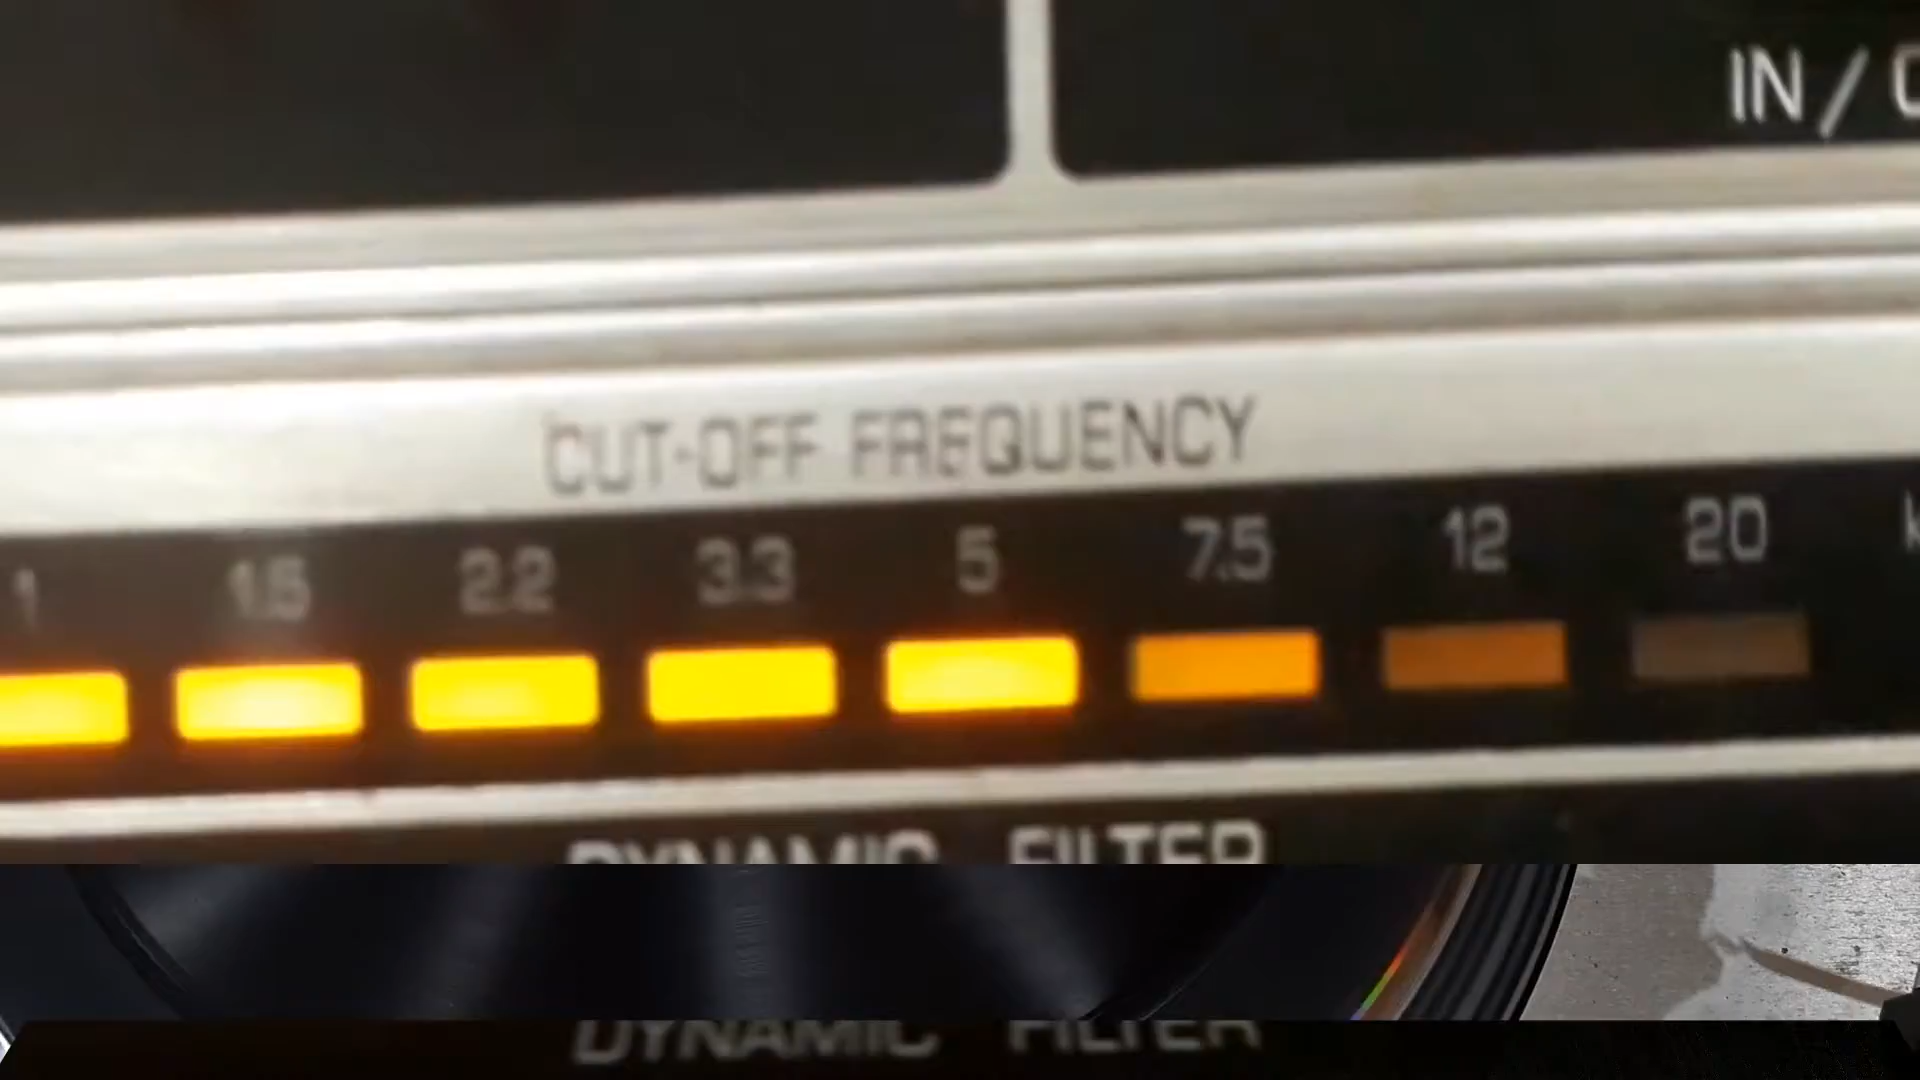 IN/O
CUT-OFF FREQUENCY
1 1.5 2.2 3.3 5 7.5 12 20 k
DYNAMIC FILTER
DYNAMIC FILTER